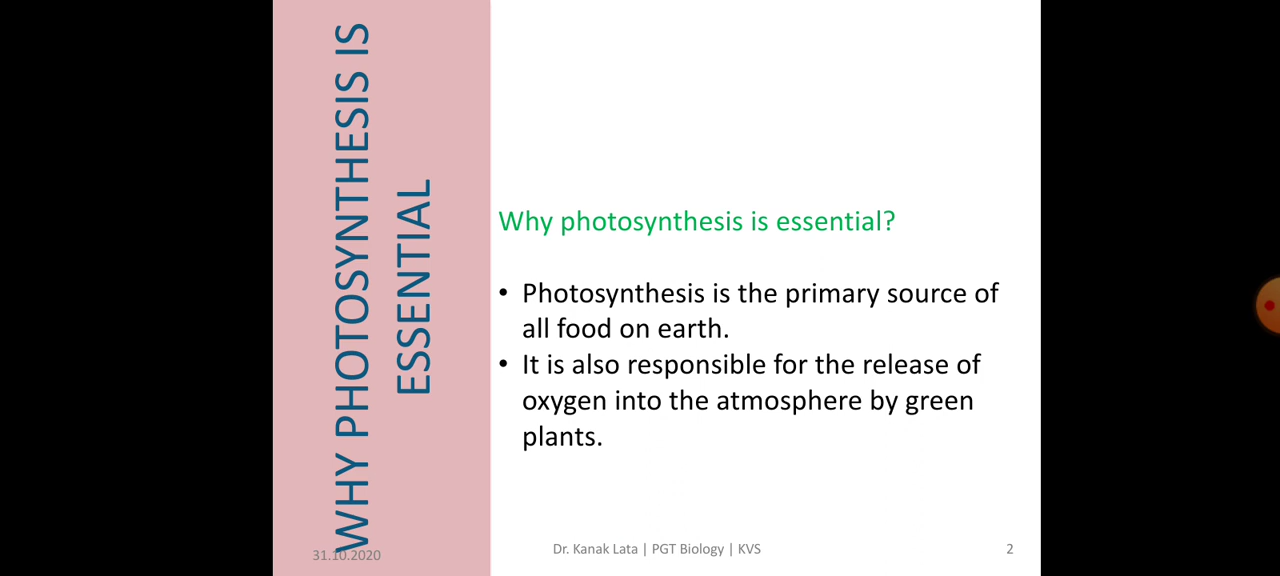 WHY PHOTOSYNTHESIS IS
ESSENTIAL
Why photosynthesis is essential?
• Photosynthesis is the primary source of
all food on earth.
• It is also responsible for the release of
oxygen into the atmosphere by green
plants.
31.10.2020
Dr. Kanak Lata | PGT Biology | KVS
2